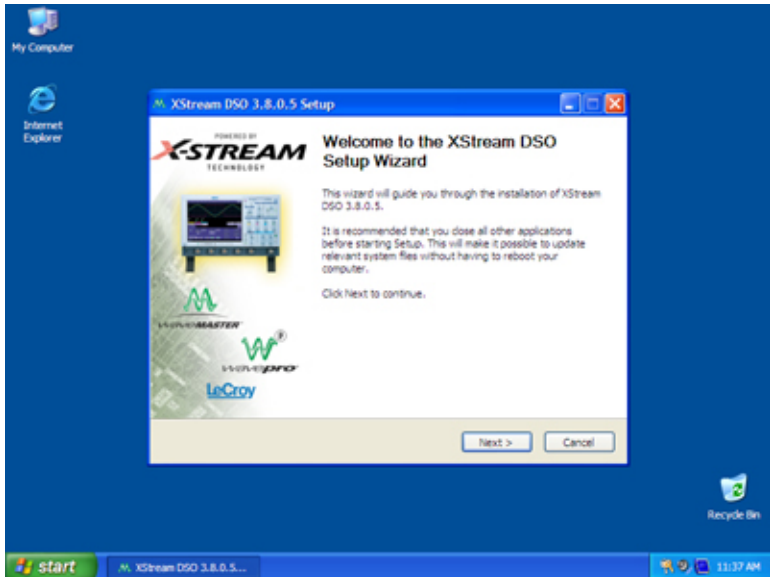 My Computer
Internet
Explorer
XStream DSO 3.8.0.5 Setup
POWERED BY
X-STREAM
TECHNOLOGY
Welcome to the XStream DSO
Setup Wizard
This wizard will guide you through the installation of XStream
DSO 3.8.0.5.
It is recommended that you close all other applications
before starting Setup. This will make it possible to update
relevant system files without having to reboot your
computer.
Click Next to continue.
WAVEMASTER
WAVEPRO
LeCroy
Next >
Cancel
Recycle Bin
start
XStream DSO 3.8.0.5...
11:37 AM